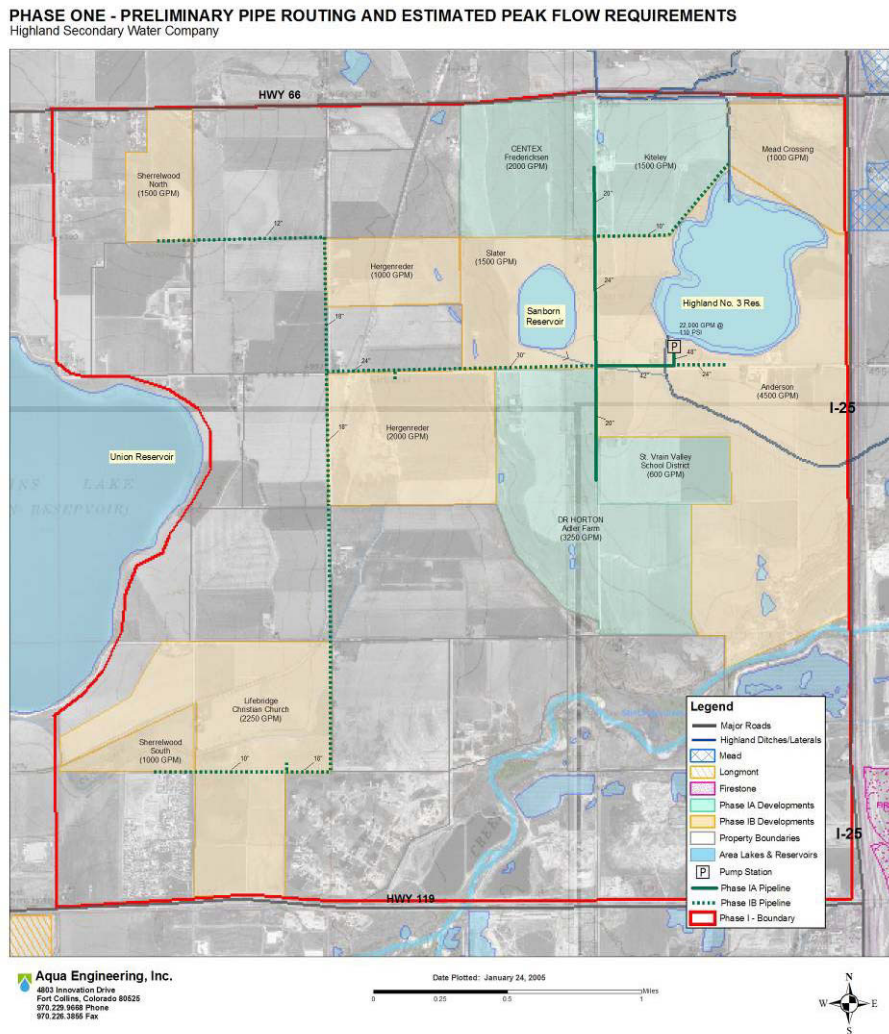 PHASE ONE - PRELIMINARY PIPE ROUTING AND ESTIMATED PEAK FLOW REQUIREMENTS
Highland Secondary Water Company
HWY 66
CENTEX
Fredericksen
(2000 GPM)
Kiteley
(1500 GPM)
Mead Crossing
(1000 GPM)
Sherrelwood
North
(1500 GPM)
20"
12"
10"
Slater
(1500 GPM)
Hergenreder
(1000 GPM)
24"
Highland No. 3 Res.
Sanborn
Reservoir
18"
22,000 GPM @
130 PSI
P
48"
24"
30"
42"
24"
Anderson
(4500 GPM)
I-25
20"
18"
Hergenreder
(2000 GPM)
Union Reservoir
St. Vrain Valley
School District
(600 GPM)
LAKE
RESERVOIR)
DR HORTON
Adler Farm
(3250 GPM)
Lifebridge
Christian Church
(2250 GPM)
Sherrelwood
South
(1000 GPM)
10"
16"
CREEK
HWY 119
I-25
Legend
Major Roads
Highland Ditches/Laterals
Mead
Longmont
Firestone
Phase IA Developments
Phase IB Developments
Property Boundaries
Area Lakes & Reservoirs
P Pump Station
Phase IA Pipeline
Phase IB Pipeline
Phase I - Boundary
Aqua Engineering, Inc.
4803 Innovation Drive
Fort Collins, Colorado 80525
970.229.9668 Phone
970.226.3855 Fax
Date Plotted: January 24, 2005
Miles
0 0.25 0.5 1
N
W E
S